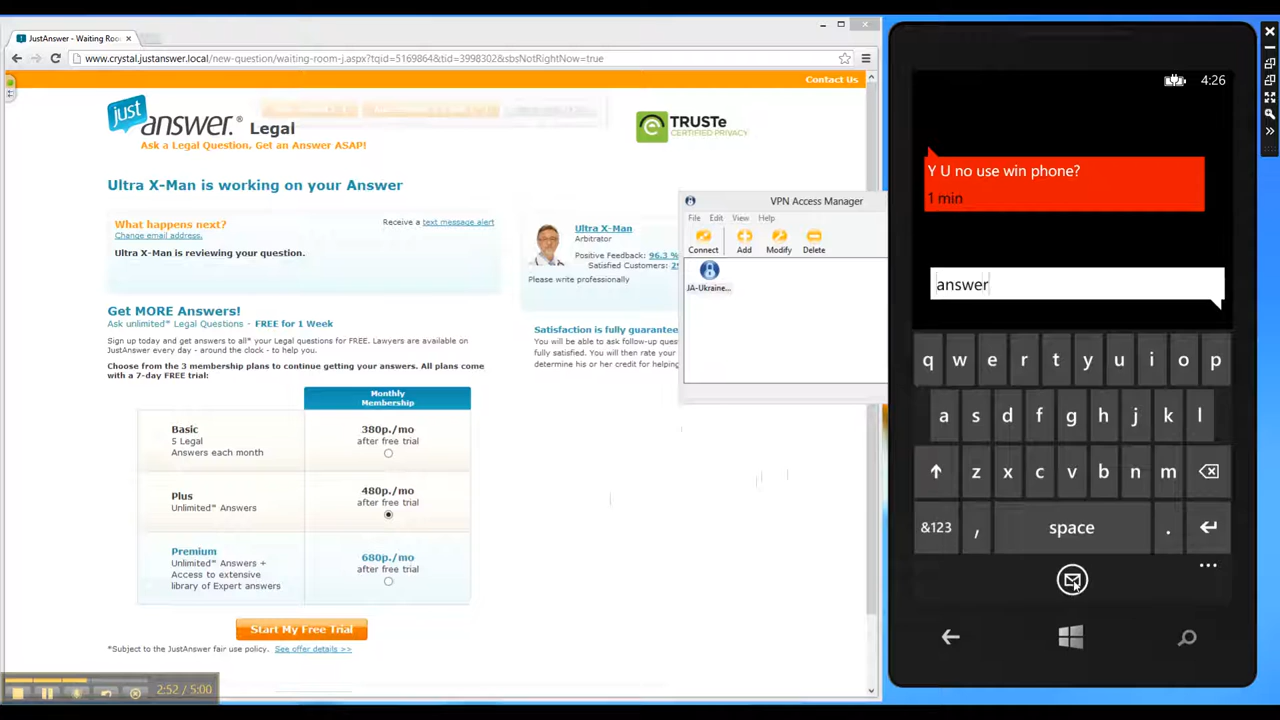 JustAnswer - Waiting Roo
www.crystal.justanswer.local/new-question/waiting-room-j.aspx?tqid=5169864&tid=3998302&sbsNotRightNow=true
Contact Us
just
answer.® Legal
Ask a Legal Question, Get an Answer ASAP!
TRUSTe
CERTIFIED PRIVACY
Ultra X-Man is working on your Answer
What happens next?
Receive a text message alert
Change email address.
Ultra X-Man is reviewing your question.
Ultra X-Man
Arbitrator
Positive Feedback: 96.3 %
Satisfied Customers:
Please write professionally
Get MORE Answers!
Ask unlimited* Legal Questions - FREE for 1 Week
Sign up today and get answers to all* your Legal questions for FREE. Lawyers are available on
JustAnswer every day - around the clock - to help you.
Choose from the 3 membership plans to continue getting your answers. All plans come
with a 7-day FREE trial:
Satisfaction is fully guarantee
You will be able to ask follow-up qu
fully satisfied. You will then rate your
determine his or her credit for helping
Monthly
Membership
Basic
5 Legal
Answers each month
380p./mo
after free trial
Plus
Unlimited* Answers
480p./mo
after free trial
Premium
Unlimited* Answers +
Access to extensive
library of Expert answers
680p./mo
after free trial
Start My Free Trial
*Subject to the JustAnswer fair use policy. See offer details >>
2:52 / 5:00
VPN Access Manager
File Edit View Help
Connect Add Modify Delete
JA-Ukraine...
4:26
Y U no use win phone?
1 min
answer
q w e r t y u i o p
a s d f g h j k l
z x c v b n m
&123 , space .
...